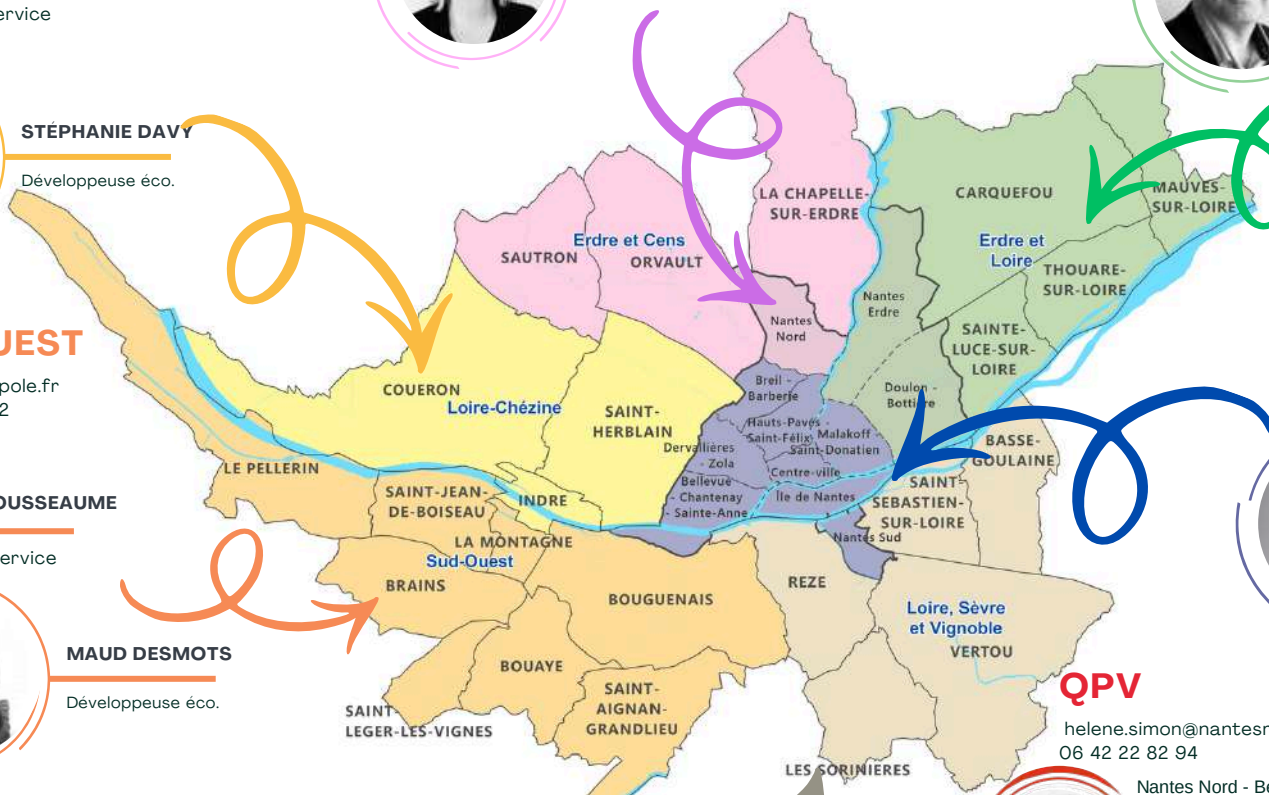 ervice
STÉPHANIE DAVY
Développeuse éco.
UEST
pole.fr
2
OUSSEAUME
ervice
MAUD DESMOTS
Développeuse éco.
LA CHAPELLE-
SUR-ERDRE
CARQUEFOU
MAUVES-
SUR-LOIRE
Erdre et Cens
SAUTRON
ORVAULT
Erdre et
Loire
THOUARE-
SUR-LOIRE
Nantes
Erdre
Nantes
Nord
SAINTE-
LUCE-SUR-
LOIRE
COUERON
Loire-Chézine
SAINT-
HERBLAIN
Breil -
Barberie
Doulon -
Bottière
Hauts-Pavés -
Saint-Félix
Malakoff -
Saint-Donatien
Dervallières
- Zola
Centre-ville
Bellevue
- Chantenay
- Sainte-Anne
Île de Nantes
Nantes Sud
BASSE-
GOULAINE
SAINT-
SEBASTIEN-
SUR-LOIRE
LE PELLERIN
SAINT-JEAN-
DE-BOISEAU
INDRE
LA MONTAGNE
Sud-Ouest
BRAINS
BOUGUENAIS
REZE
Loire, Sèvre
et Vignoble
VERTOU
BOUAYE
SAINT-
AIGNAN-
GRANDLIEU
SAINT-
LEGER-LES-VIGNES
LES SORINIERES
QPV
helene.simon@nantesm
06 42 22 82 94
Nantes Nord - Be